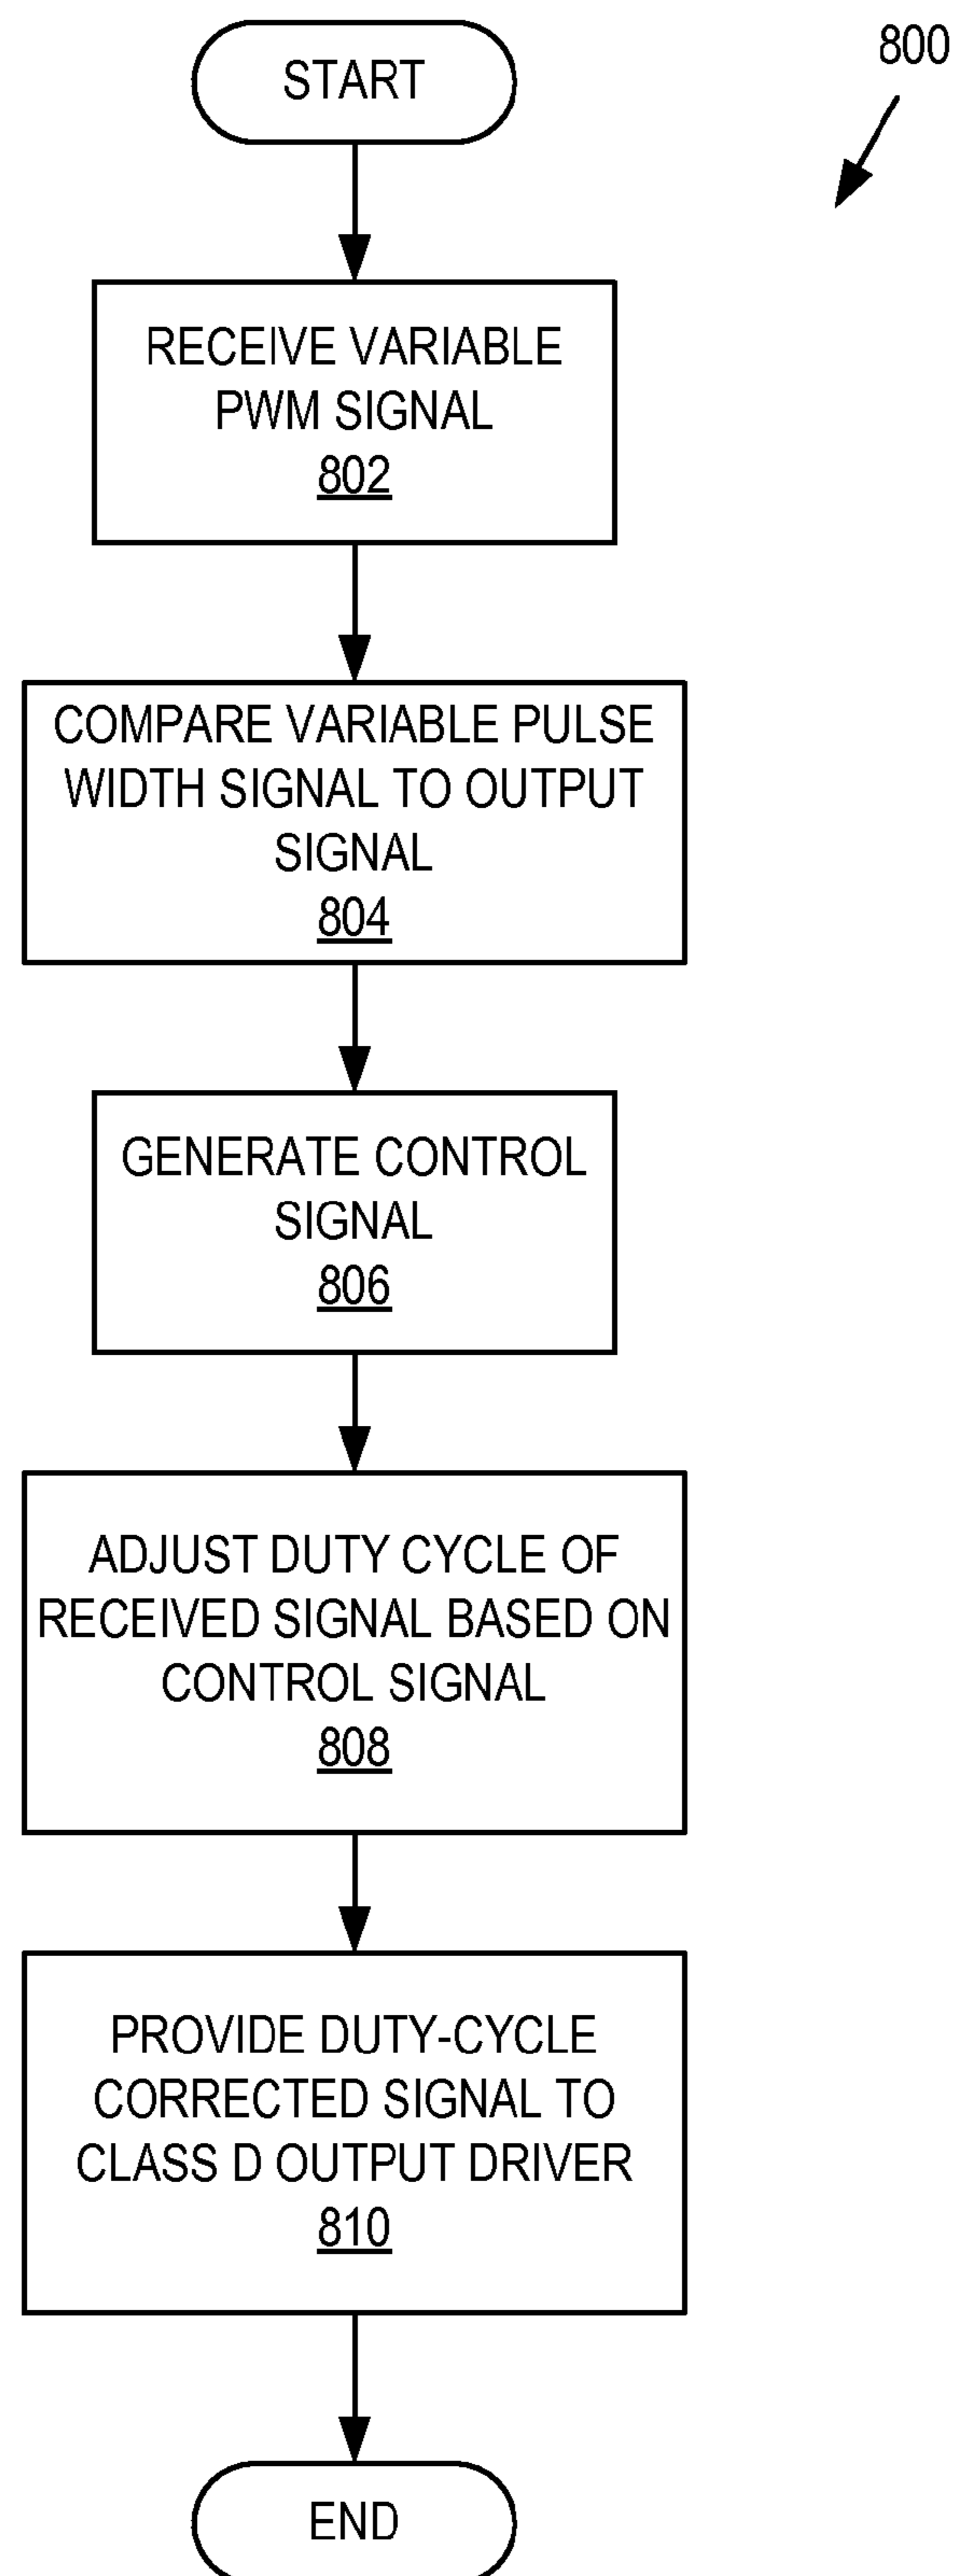 START
800
RECEIVE VARIABLE
PWM SIGNAL
802
COMPARE VARIABLE PULSE
WIDTH SIGNAL TO OUTPUT
SIGNAL
804
GENERATE CONTROL
SIGNAL
806
ADJUST DUTY CYCLE OF
RECEIVED SIGNAL BASED ON
CONTROL SIGNAL
808
PROVIDE DUTY-CYCLE
CORRECTED SIGNAL TO
CLASS D OUTPUT DRIVER
810
END